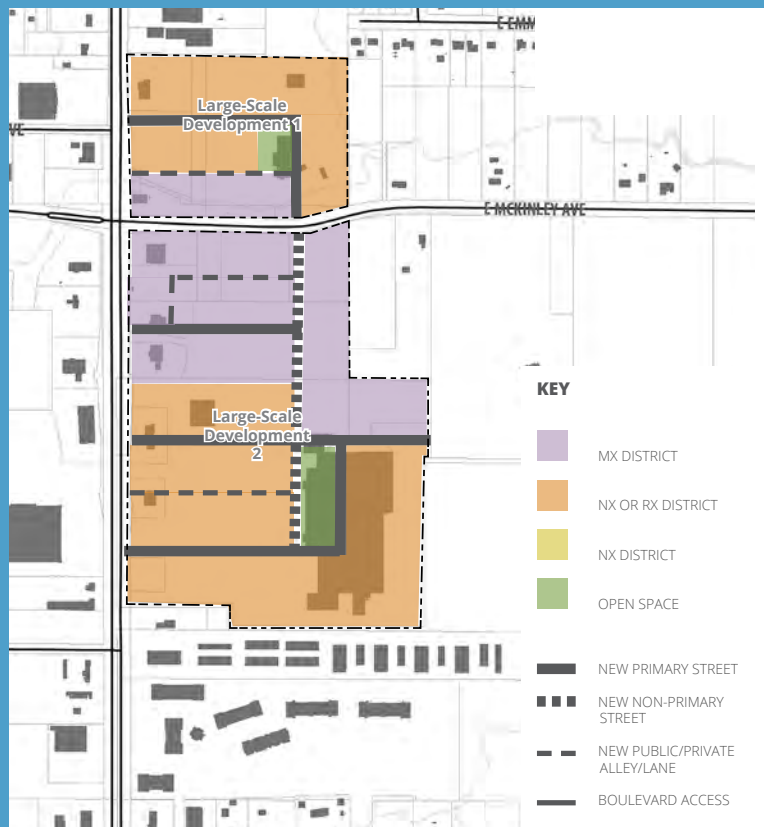 E EMM
VE
Large-Scale
Development 1
E MCKINLEY AVE
Large-Scale
Development
2
KEY
MX DISTRICT
NX OR RX DISTRICT
NX DISTRICT
OPEN SPACE
NEW PRIMARY STREET
NEW NON-PRIMARY
STREET
NEW PUBLIC/PRIVATE
ALLEY/LANE
BOULEVARD ACCESS